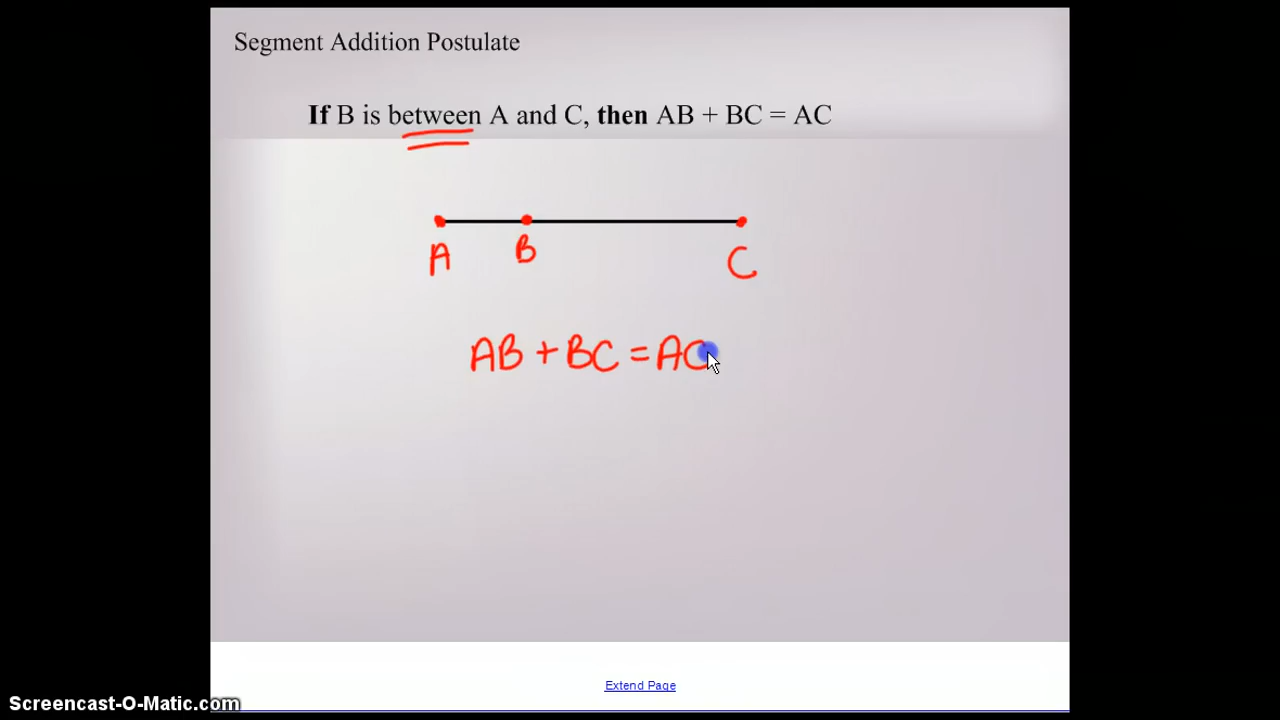 Segment Addition Postulate
If B is between A and C, then AB + BC = AC
A B C
AB + BC = AC
Extend Page
Screencast-O-Matic.com